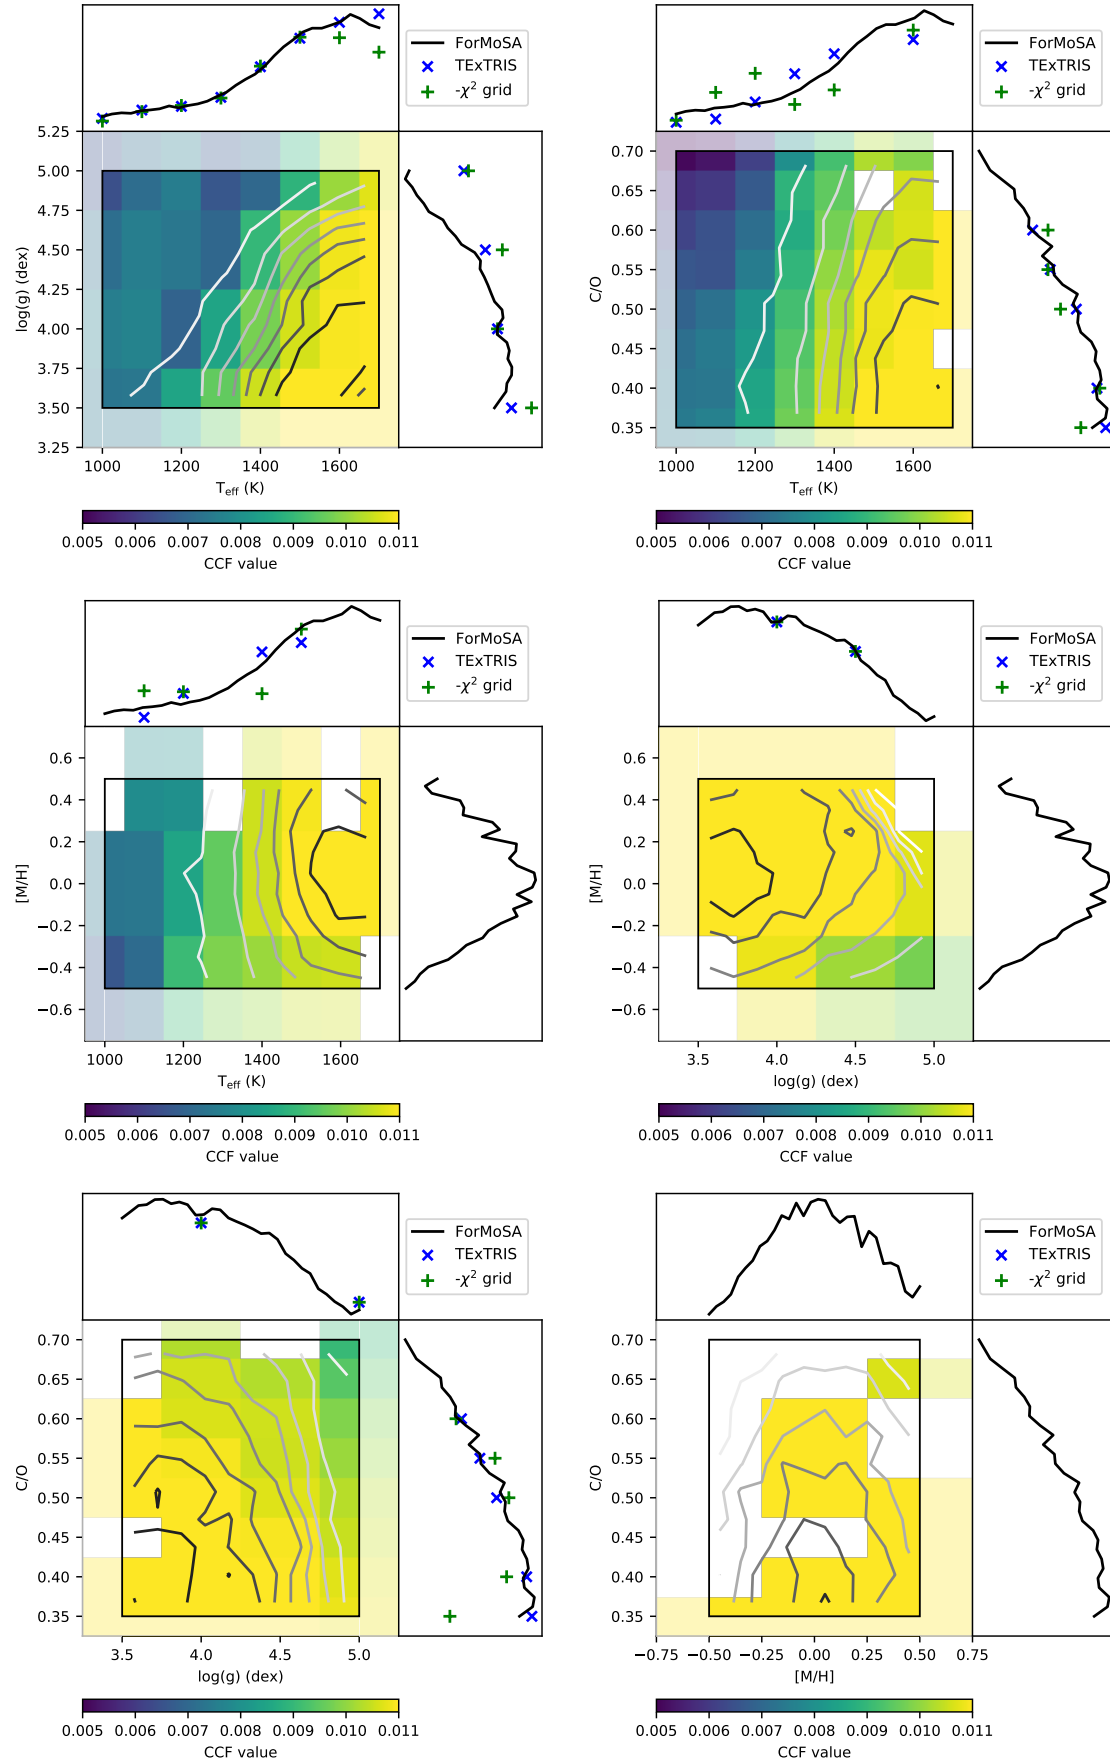 ForMoSA
TExTRIS
-χ² grid
5.25
5.00
4.75
4.50
4.25
4.00
3.75
3.50
3.25
log(g) (dex)
1000 1200 1400 1600
T_eff (K)
0.005 0.006 0.007 0.008 0.009 0.010 0.011
CCF value
ForMoSA
TExTRIS
-χ² grid
0.70
0.65
0.60
0.55
0.50
0.45
0.40
0.35
C/O
1000 1200 1400 1600
T_eff (K)
0.005 0.006 0.007 0.008 0.009 0.010 0.011
CCF value
ForMoSA
TExTRIS
-χ² grid
0.6
0.4
0.2
0.0
−0.2
−0.4
−0.6
[M/H]
1000 1200 1400 1600
T_eff (K)
0.005 0.006 0.007 0.008 0.009 0.010 0.011
CCF value
ForMoSA
TExTRIS
-χ² grid
0.6
0.4
0.2
0.0
−0.2
−0.4
−0.6
[M/H]
3.5 4.0 4.5 5.0
log(g) (dex)
0.005 0.006 0.007 0.008 0.009 0.010 0.011
CCF value
ForMoSA
TExTRIS
-χ² grid
0.70
0.65
0.60
0.55
0.50
0.45
0.40
0.35
C/O
3.5 4.0 4.5 5.0
log(g) (dex)
0.005 0.006 0.007 0.008 0.009 0.010 0.011
CCF value
ForMoSA
TExTRIS
-χ² grid
0.70
0.65
0.60
0.55
0.50
0.45
0.40
0.35
C/O
−0.75 −0.50 −0.25 0.00 0.25 0.50 0.75
[M/H]
0.005 0.006 0.007 0.008 0.009 0.010 0.011
CCF value